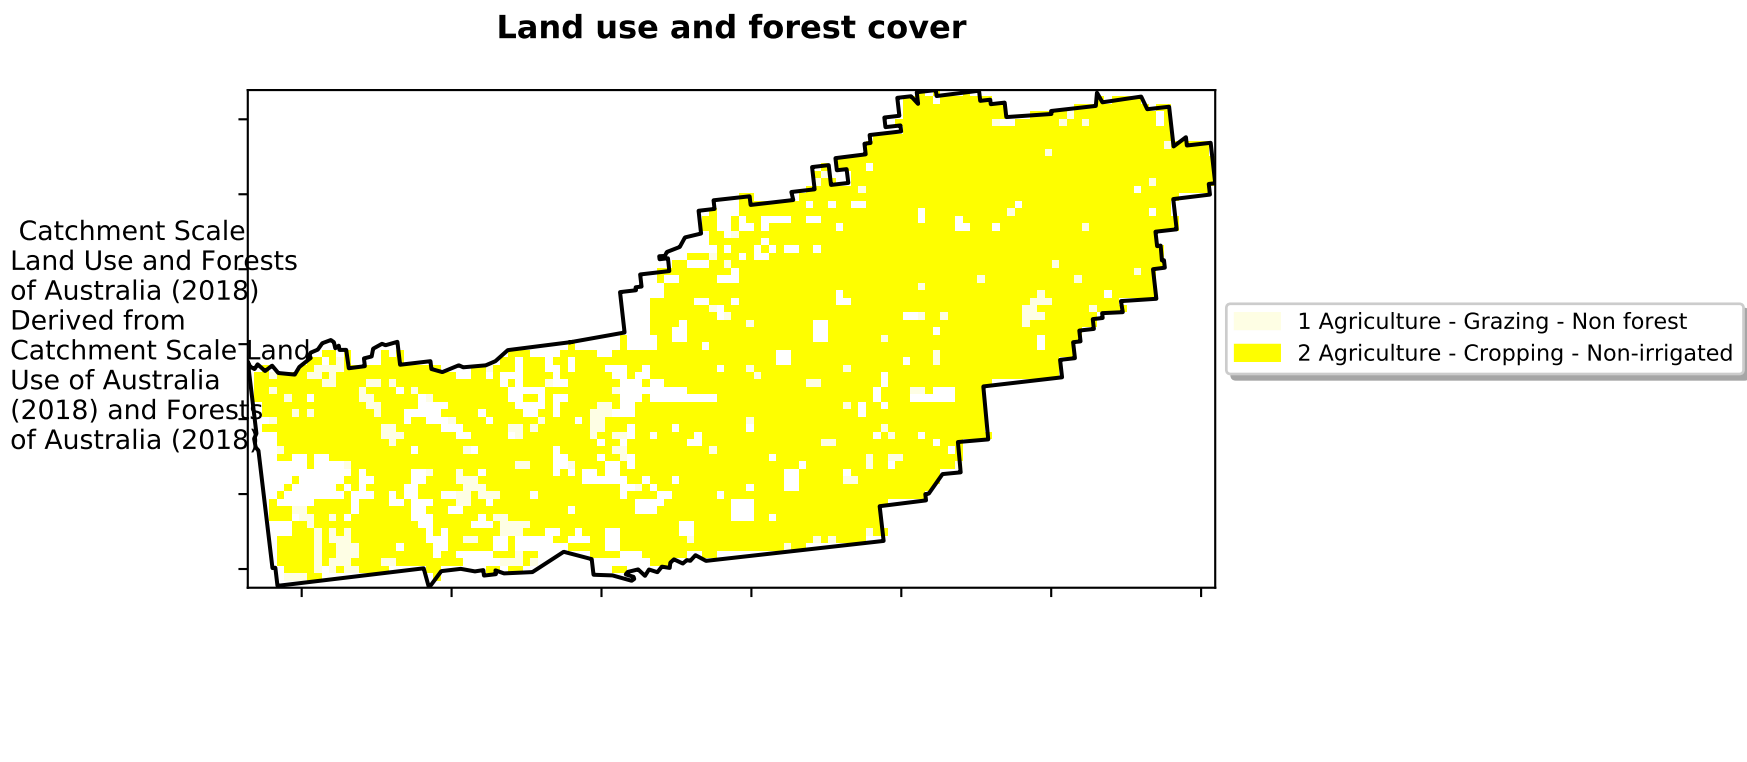 Land use and forest cover
Catchment Scale
Land Use and Forests
of Australia (2018)
Derived from
Catchment Scale Land
Use of Australia
(2018) and Forests
of Australia (2018)
1 Agriculture - Grazing - Non forest
2 Agriculture - Cropping - Non-irrigated